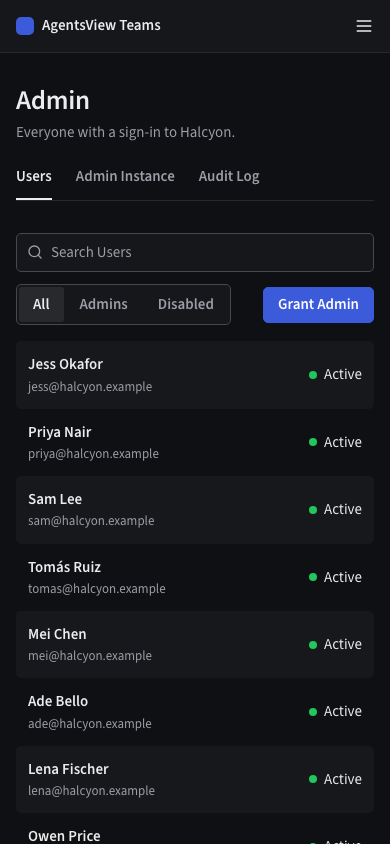 AgentsView Teams
Admin
Everyone with a sign-in to Halcyon.
Users Admin Instance Audit Log
Search Users
All Admins Disabled Grant Admin
Jess Okafor
jess@halcyon.example
Active
Priya Nair
priya@halcyon.example
Active
Sam Lee
sam@halcyon.example
Active
Tomás Ruiz
tomas@halcyon.example
Active
Mei Chen
mei@halcyon.example
Active
Ade Bello
ade@halcyon.example
Active
Lena Fischer
lena@halcyon.example
Active
Owen Price